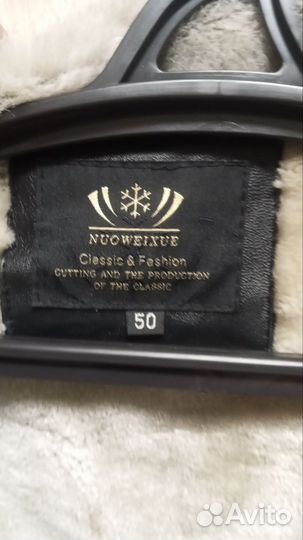 NUOWEIXUE
Classic & Fashion
CUTTING AND THE PRODUCTION
OF THE CLASSIC
50
Avito